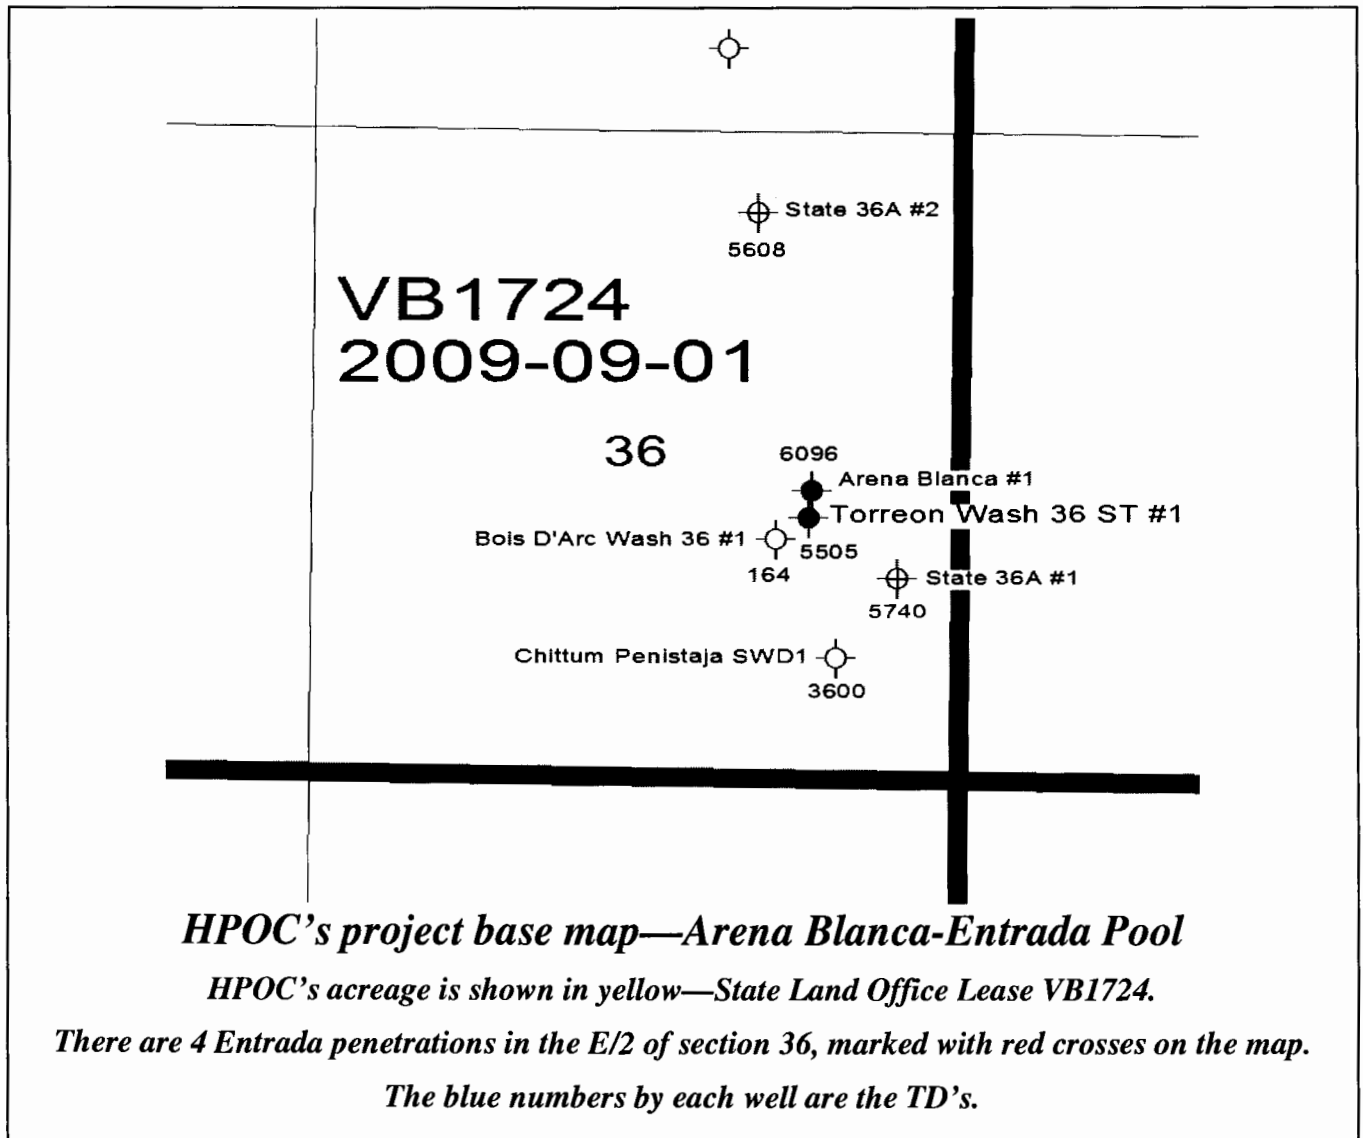 State 36A #2
5608
VB1724
2009-09-01
36
6096
Arena Blanca #1
Torreon Wash 36 ST #1
Bois D'Arc Wash 36 #1
5505
164
State 36A #1
5740
Chittum Penistaja SWD1
3600
HPOC's project base map—Arena Blanca-Entrada Pool
HPOC's acreage is shown in yellow—State Land Office Lease VB1724.
There are 4 Entrada penetrations in the E/2 of section 36, marked with red crosses on the map.
The blue numbers by each well are the TD's.